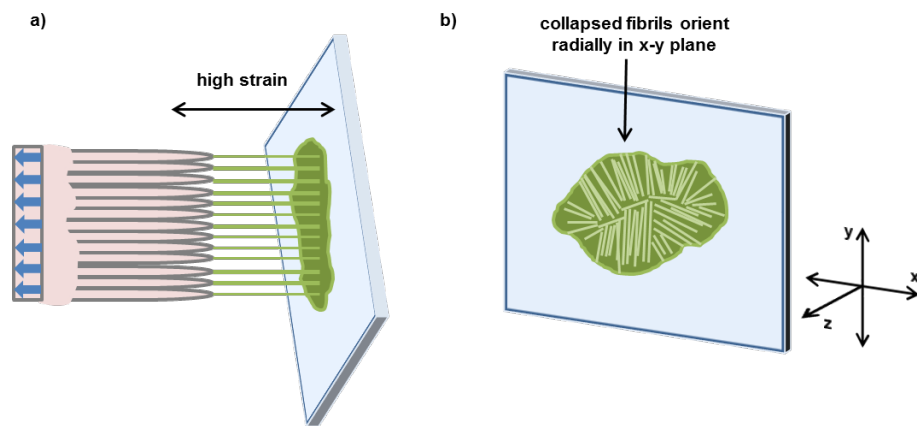 a)
high strain
b)
collapsed fibrils orient
radially in x-y plane
y
x
z